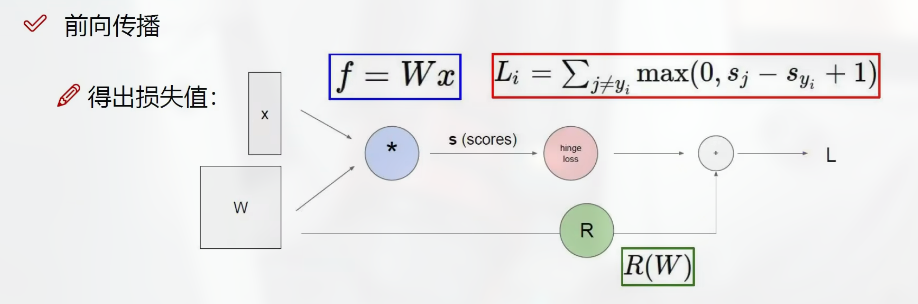 前向传播
得出损失值：
f = Wx
L_i = \sum_{j \neq y_i} \max(0, s_j - s_{y_i} + 1)
x
W
*
s (scores)
hinge
loss
+
L
R
R(W)